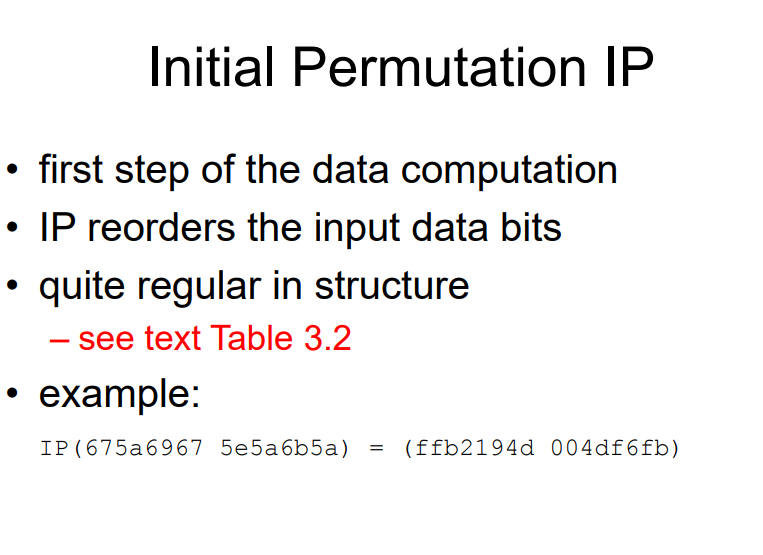 Initial Permutation IP
• first step of the data computation
• IP reorders the input data bits
• quite regular in structure
– see text Table 3.2
• example:
IP(675a6967 5e5a6b5a) = (ffb2194d 004df6fb)